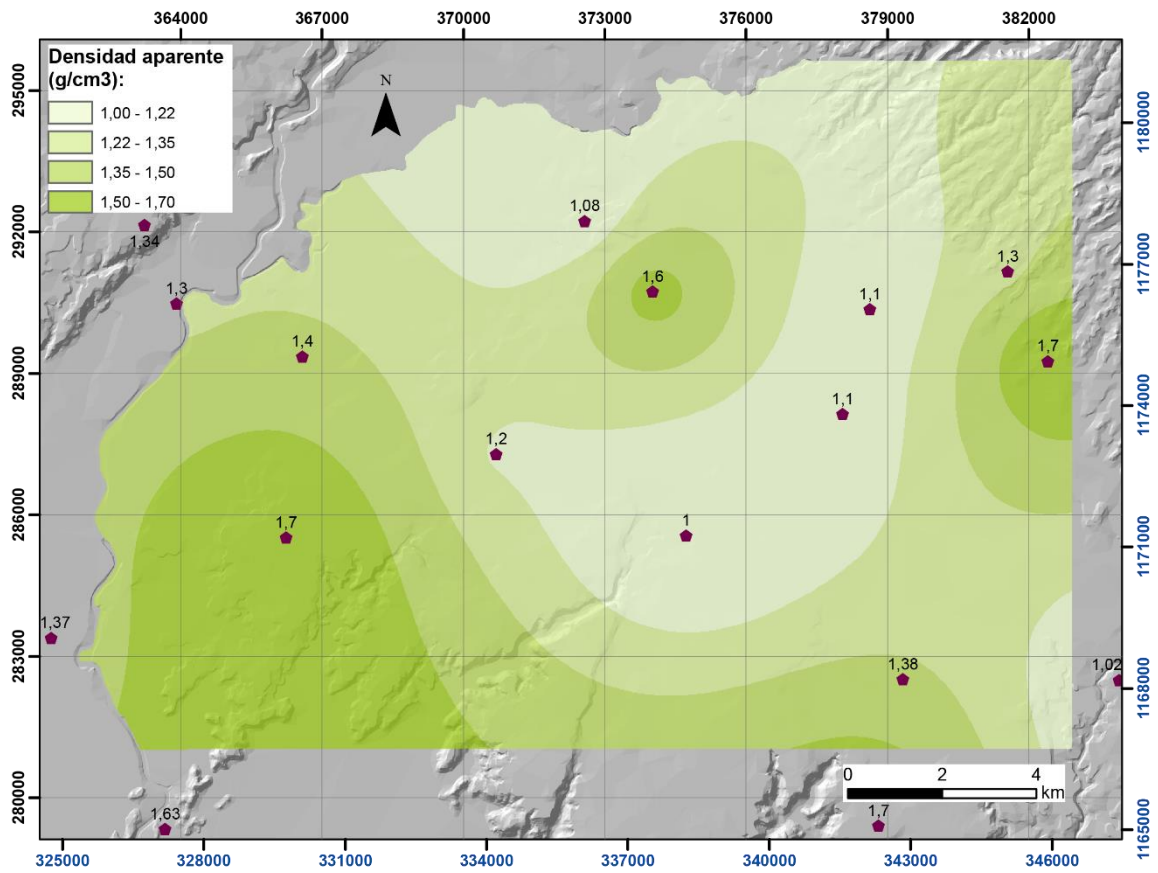 364000 367000 370000 373000 376000 379000 382000
Densidad aparente
(g/cm3):
1,00 - 1,22
1,22 - 1,35
1,35 - 1,50
1,50 - 1,70
N
295000
1180000
1,08
292000
1,34
1177000
1,3
1,6
1,3
1,1
1,4
1,7
289000
1174000
1,1
1,2
286000
1,7
1
1171000
1,37
283000
1,38
1,02
1168000
0 2 4
km
280000
1,63
1,7
1165000
325000 328000 331000 334000 337000 340000 343000 346000